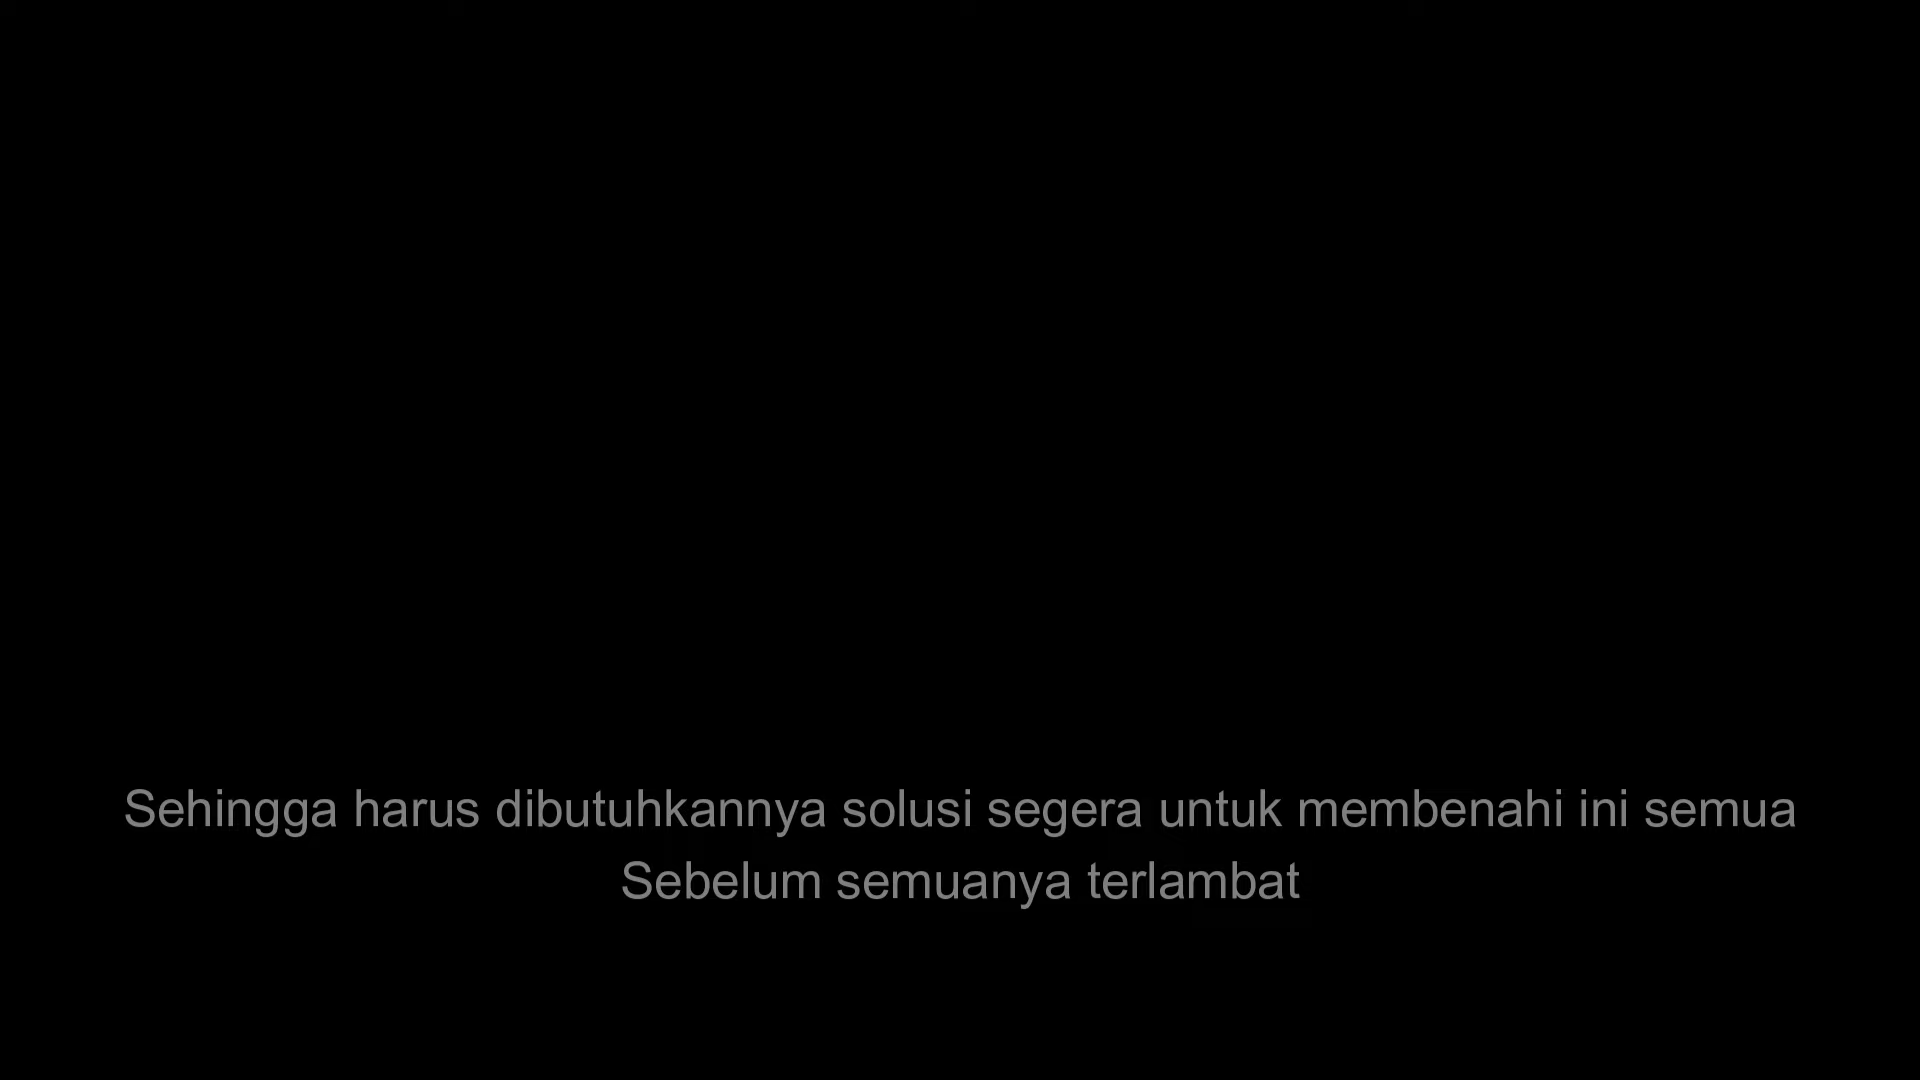 Sehingga harus dibutuhkannya solusi segera untuk membenahi ini semua
Sebelum semuanya terlambat